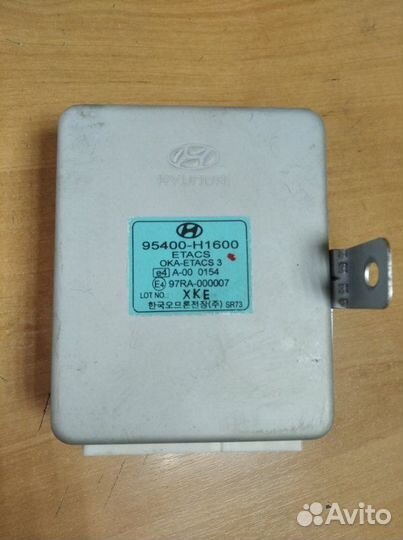 HYUNDAI
95400-H1600
ETACS
OKA-ETACS 3
e4 A-00 0154
E4 97RA-000007
LOT NO. XKE
한국오므론전장(주) SR73
Avito